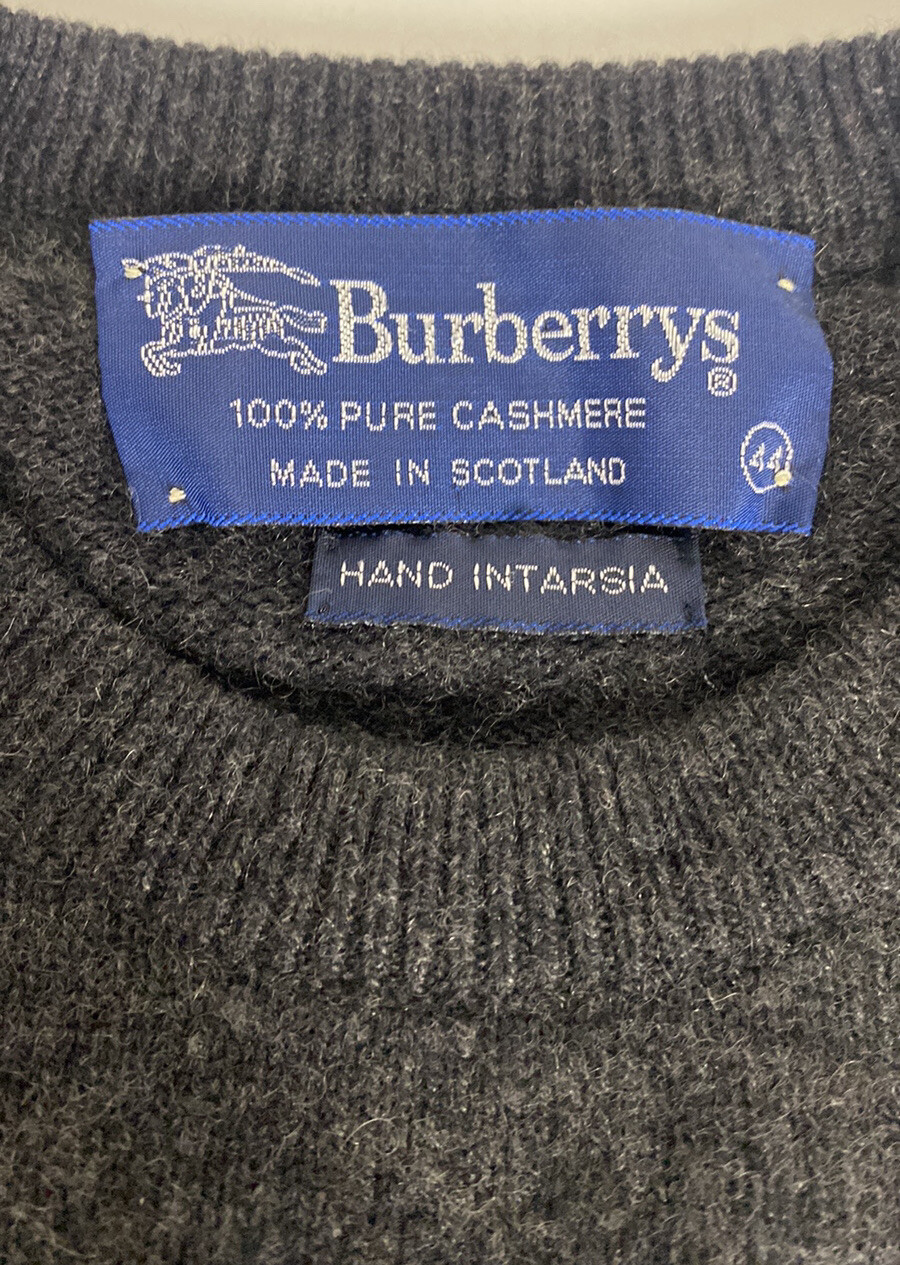 Burberrys
®
100% PURE CASHMERE
MADE IN SCOTLAND
44
HAND INTARSIA